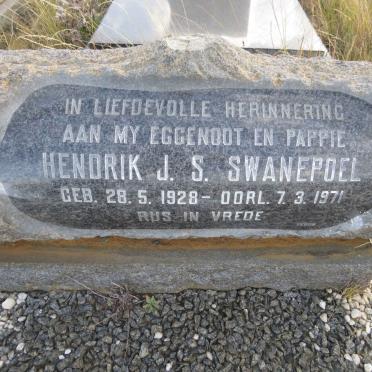 IN LIEFDEVOLLE HERINNERING
AAN MY EGGENOOT EN PAPPIE
HENDRIK J. S. SWANEPOEL
GEB. 28. 5. 1928 - OORL. 7. 3. 1971
RUS IN VREDE